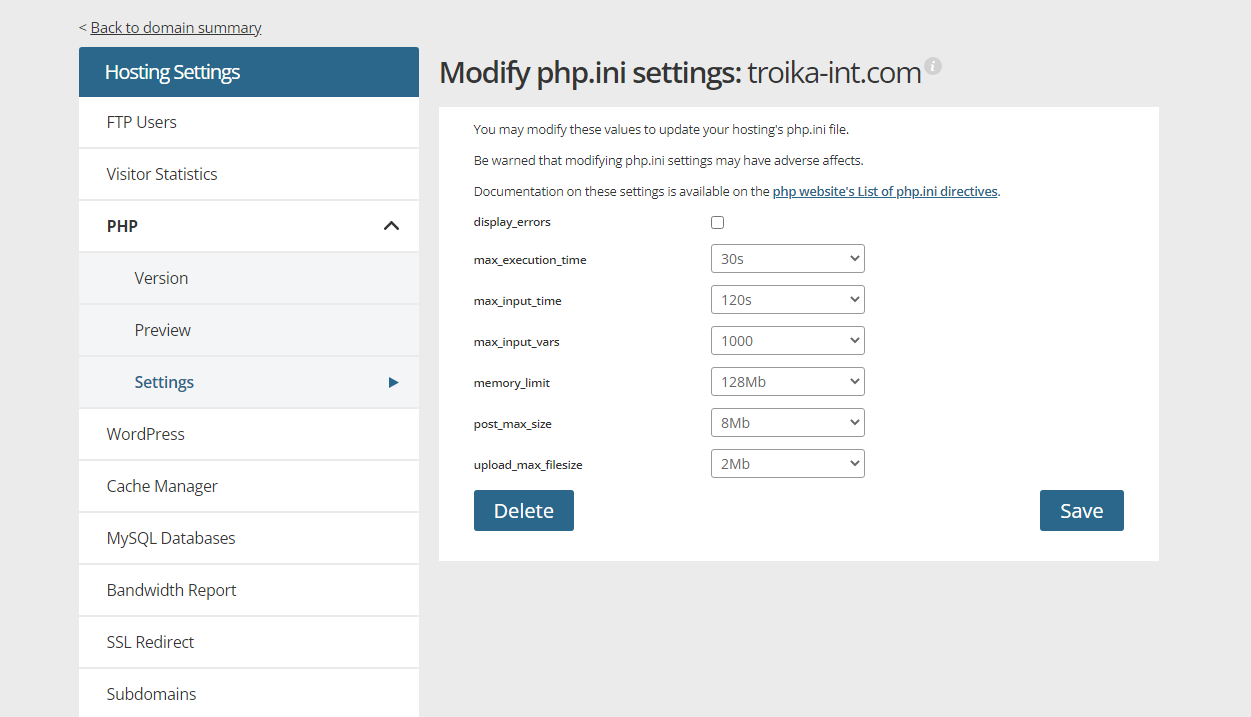 < Back to domain summary
Hosting Settings
FTP Users
Visitor Statistics
PHP
Version
Preview
Settings
WordPress
Cache Manager
MySQL Databases
Bandwidth Report
SSL Redirect
Subdomains
Modify php.ini settings: troika-int.com i
You may modify these values to update your hosting's php.ini file.
Be warned that modifying php.ini settings may have adverse affects.
Documentation on these settings is available on the php website's List of php.ini directives.
display_errors
max_execution_time 30s
max_input_time 120s
max_input_vars 1000
memory_limit 128Mb
post_max_size 8Mb
upload_max_filesize 2Mb
Delete Save